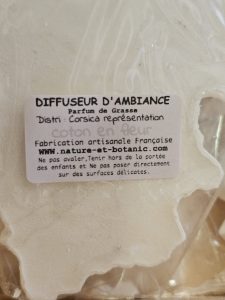 DIFFUSEUR D'AMBIANCE
Parfum de Grasse
Distri : Corsica représentation
coton en fleur
Fabrication artisanale Française
www.nature-et-botanic.com
Ne pas avaler,Tenir hors de la portée
des enfants et Ne pas poser directement
sur des surfaces délicates.